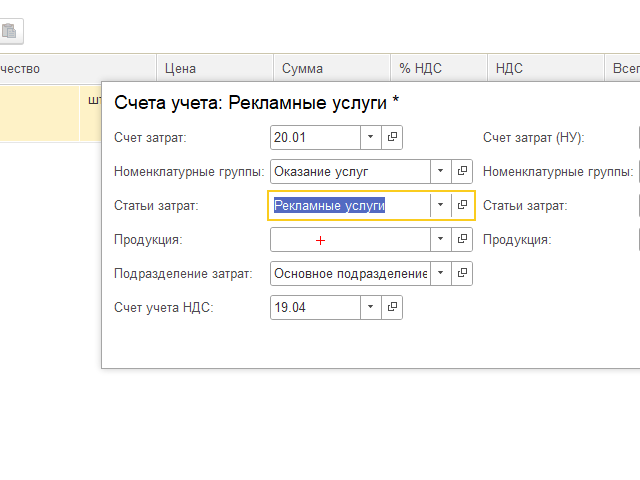 чество Цена Сумма % НДС НДС Всег
шт
Счета учета: Рекламные услуги *
Счет затрат: 20.01 Счет затрат (НУ):
Номенклатурные группы: Оказание услуг Номенклатурные группы:
Статьи затрат: Рекламные услуги Статьи затрат:
Продукция: Продукция:
Подразделение затрат: Основное подразделение
Счет учета НДС: 19.04